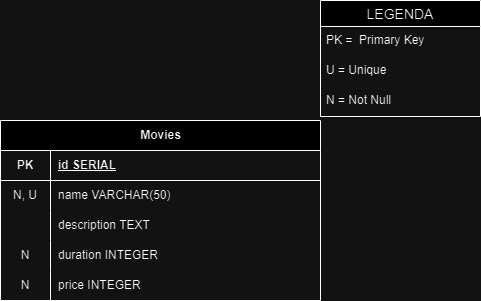 LEGENDA
PK =  Primary Key
U = Unique
N = Not Null
Movies
PK id SERIAL
N, U name VARCHAR(50)
description TEXT
N duration INTEGER
N price INTEGER